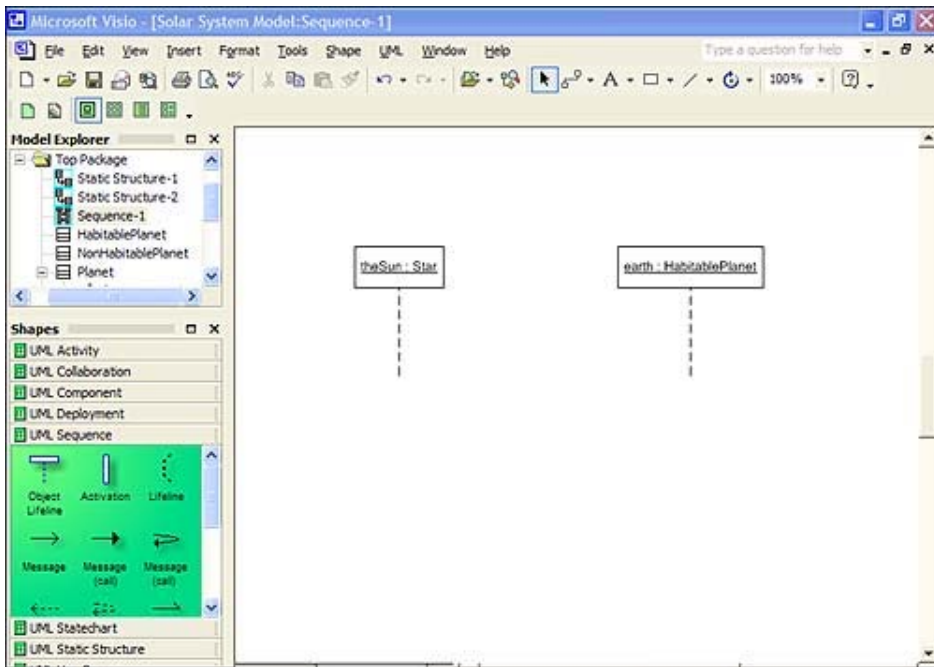 Microsoft Visio - [Solar System Model:Sequence-1]
File Edit View Insert Format Tools Shape UML Window Help
Type a question for help
100%
Model Explorer
Top Package
Static Structure-1
Static Structure-2
Sequence-1
HabitablePlanet
NonHabitablePlanet
Planet
Shapes
UML Activity
UML Collaboration
UML Component
UML Deployment
UML Sequence
Object Lifeline
Activation
Lifeline
Message
Message (call)
Message (call)
UML Statechart
UML Static Structure
theSun : Star
earth : HabitablePlanet